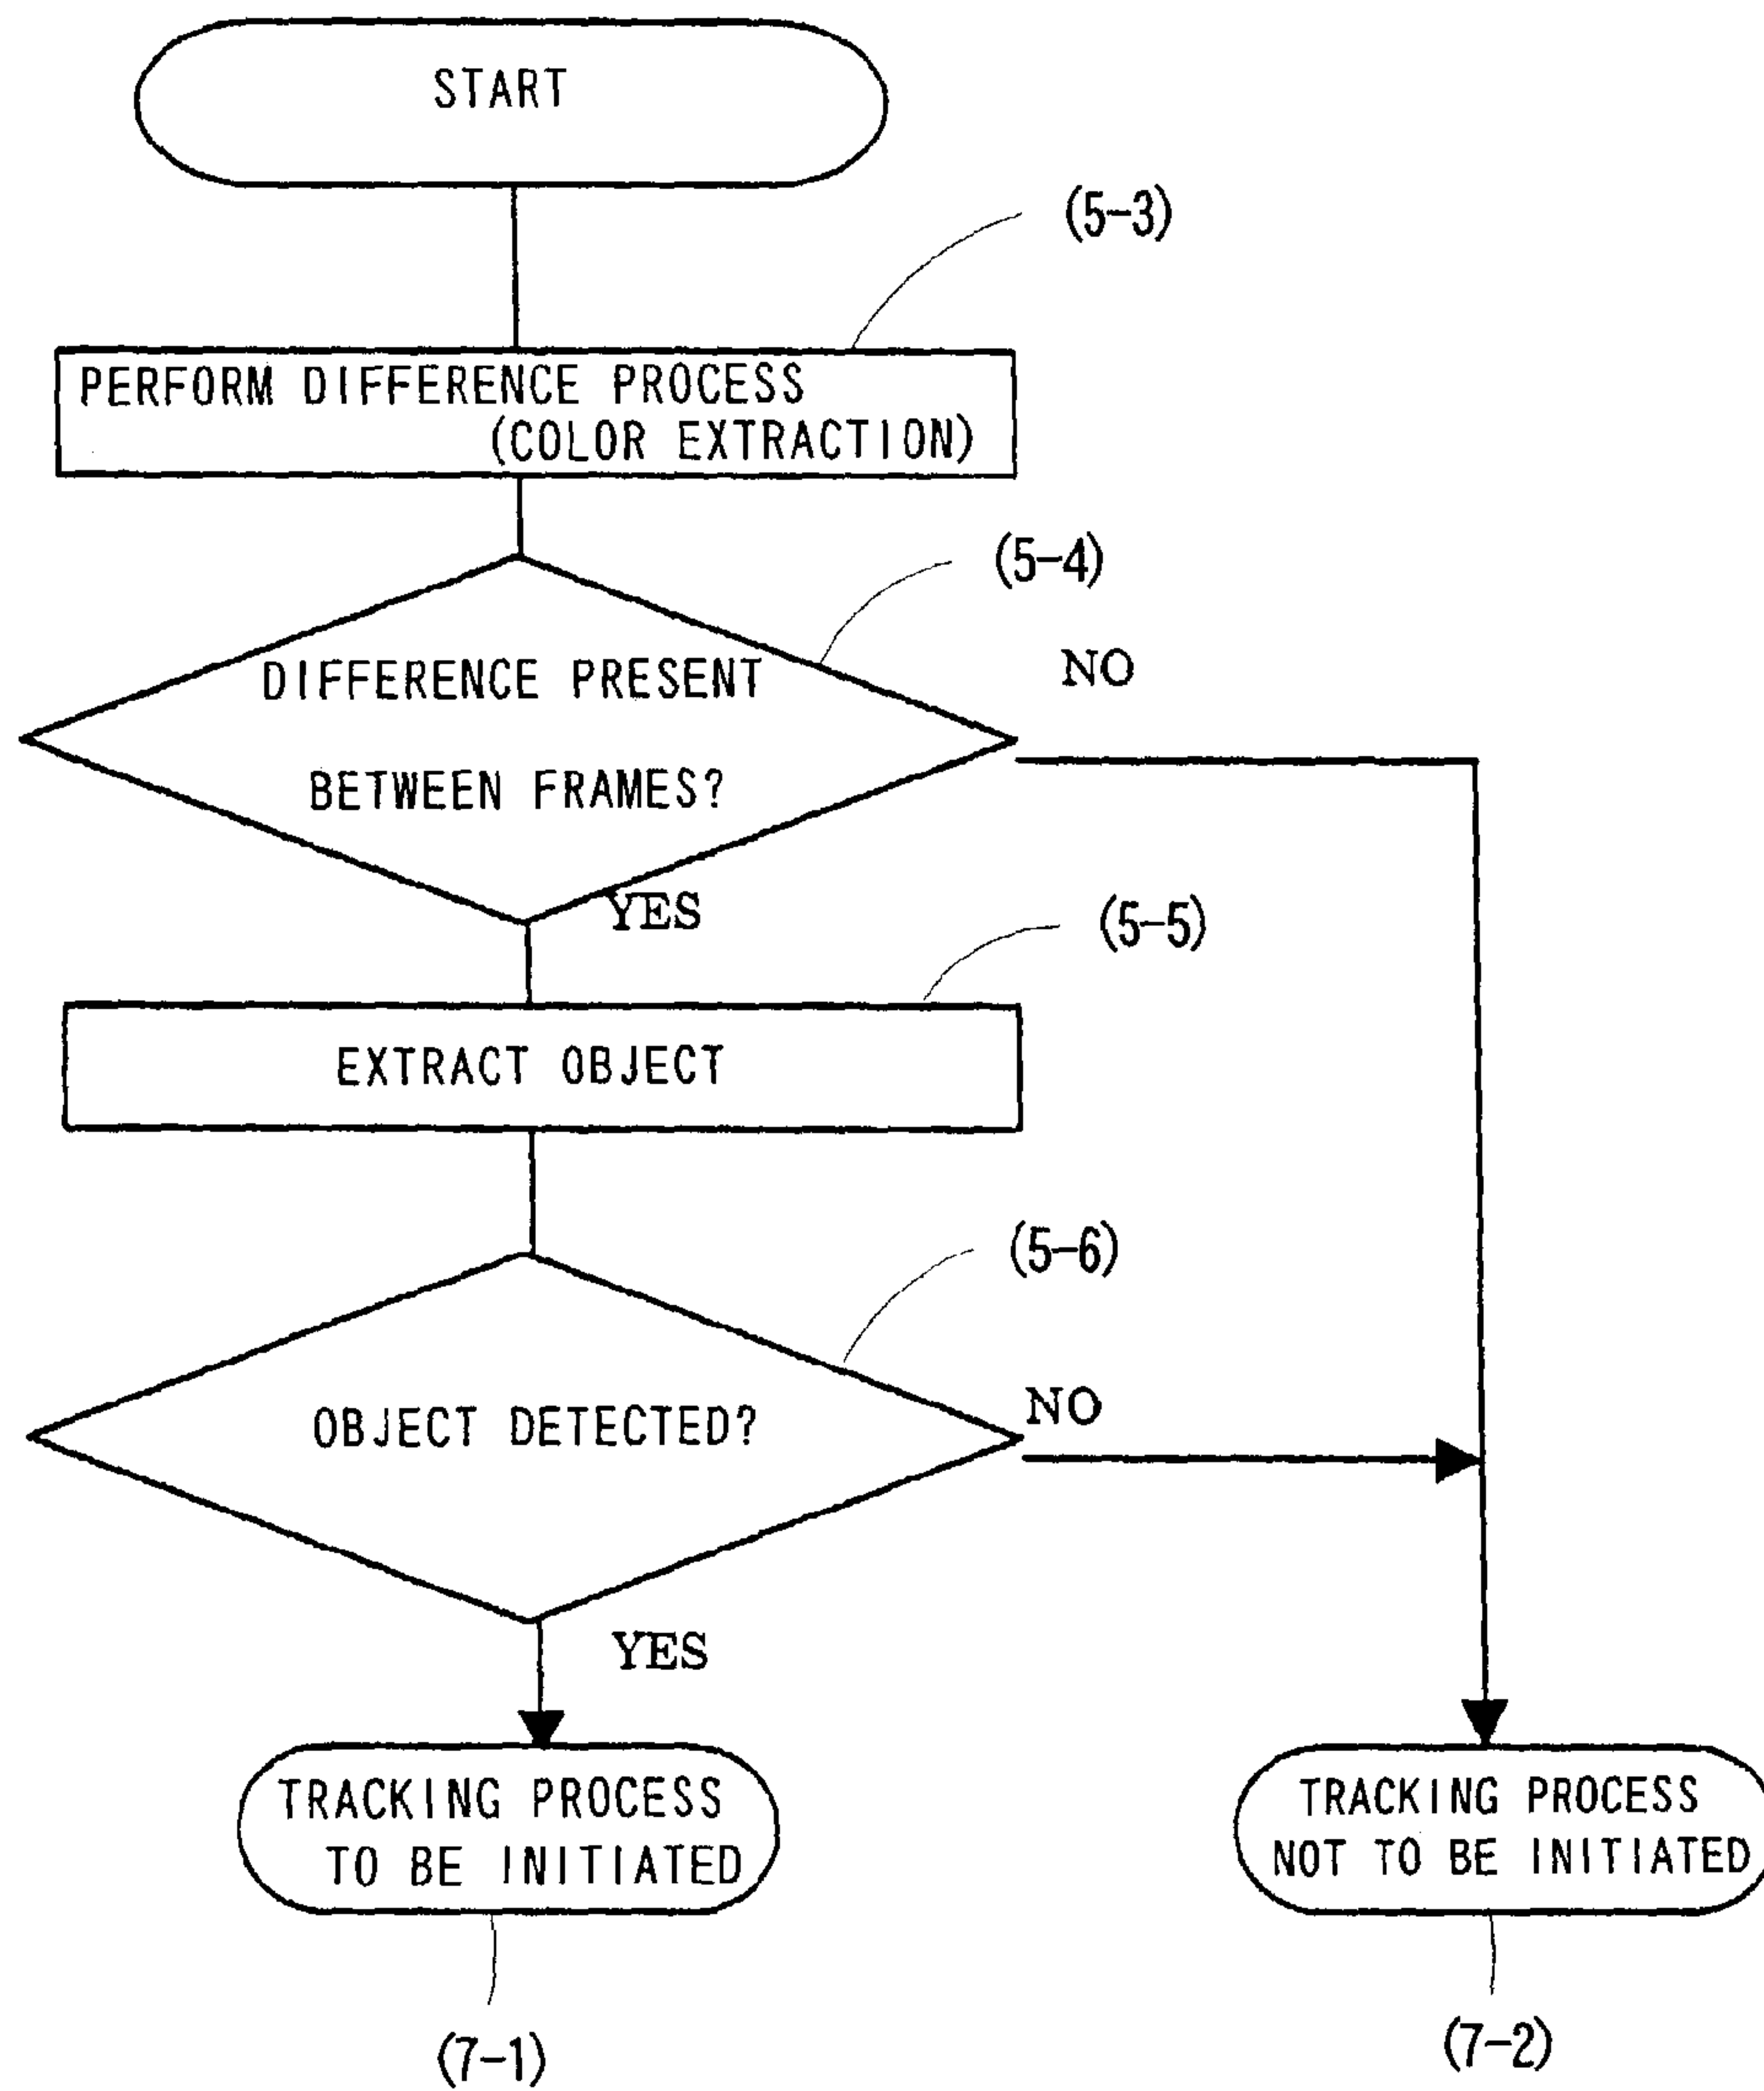 START
(5-3)
PERFORM DIFFERENCE PROCESS
(COLOR EXTRACTION)
(5-4)
NO
DIFFERENCE PRESENT
BETWEEN FRAMES?
YES
(5-5)
EXTRACT OBJECT
(5-6)
NO
OBJECT DETECTED?
YES
TRACKING PROCESS
TO BE INITIATED
TRACKING PROCESS
NOT TO BE INITIATED
(7-1)
(7-2)